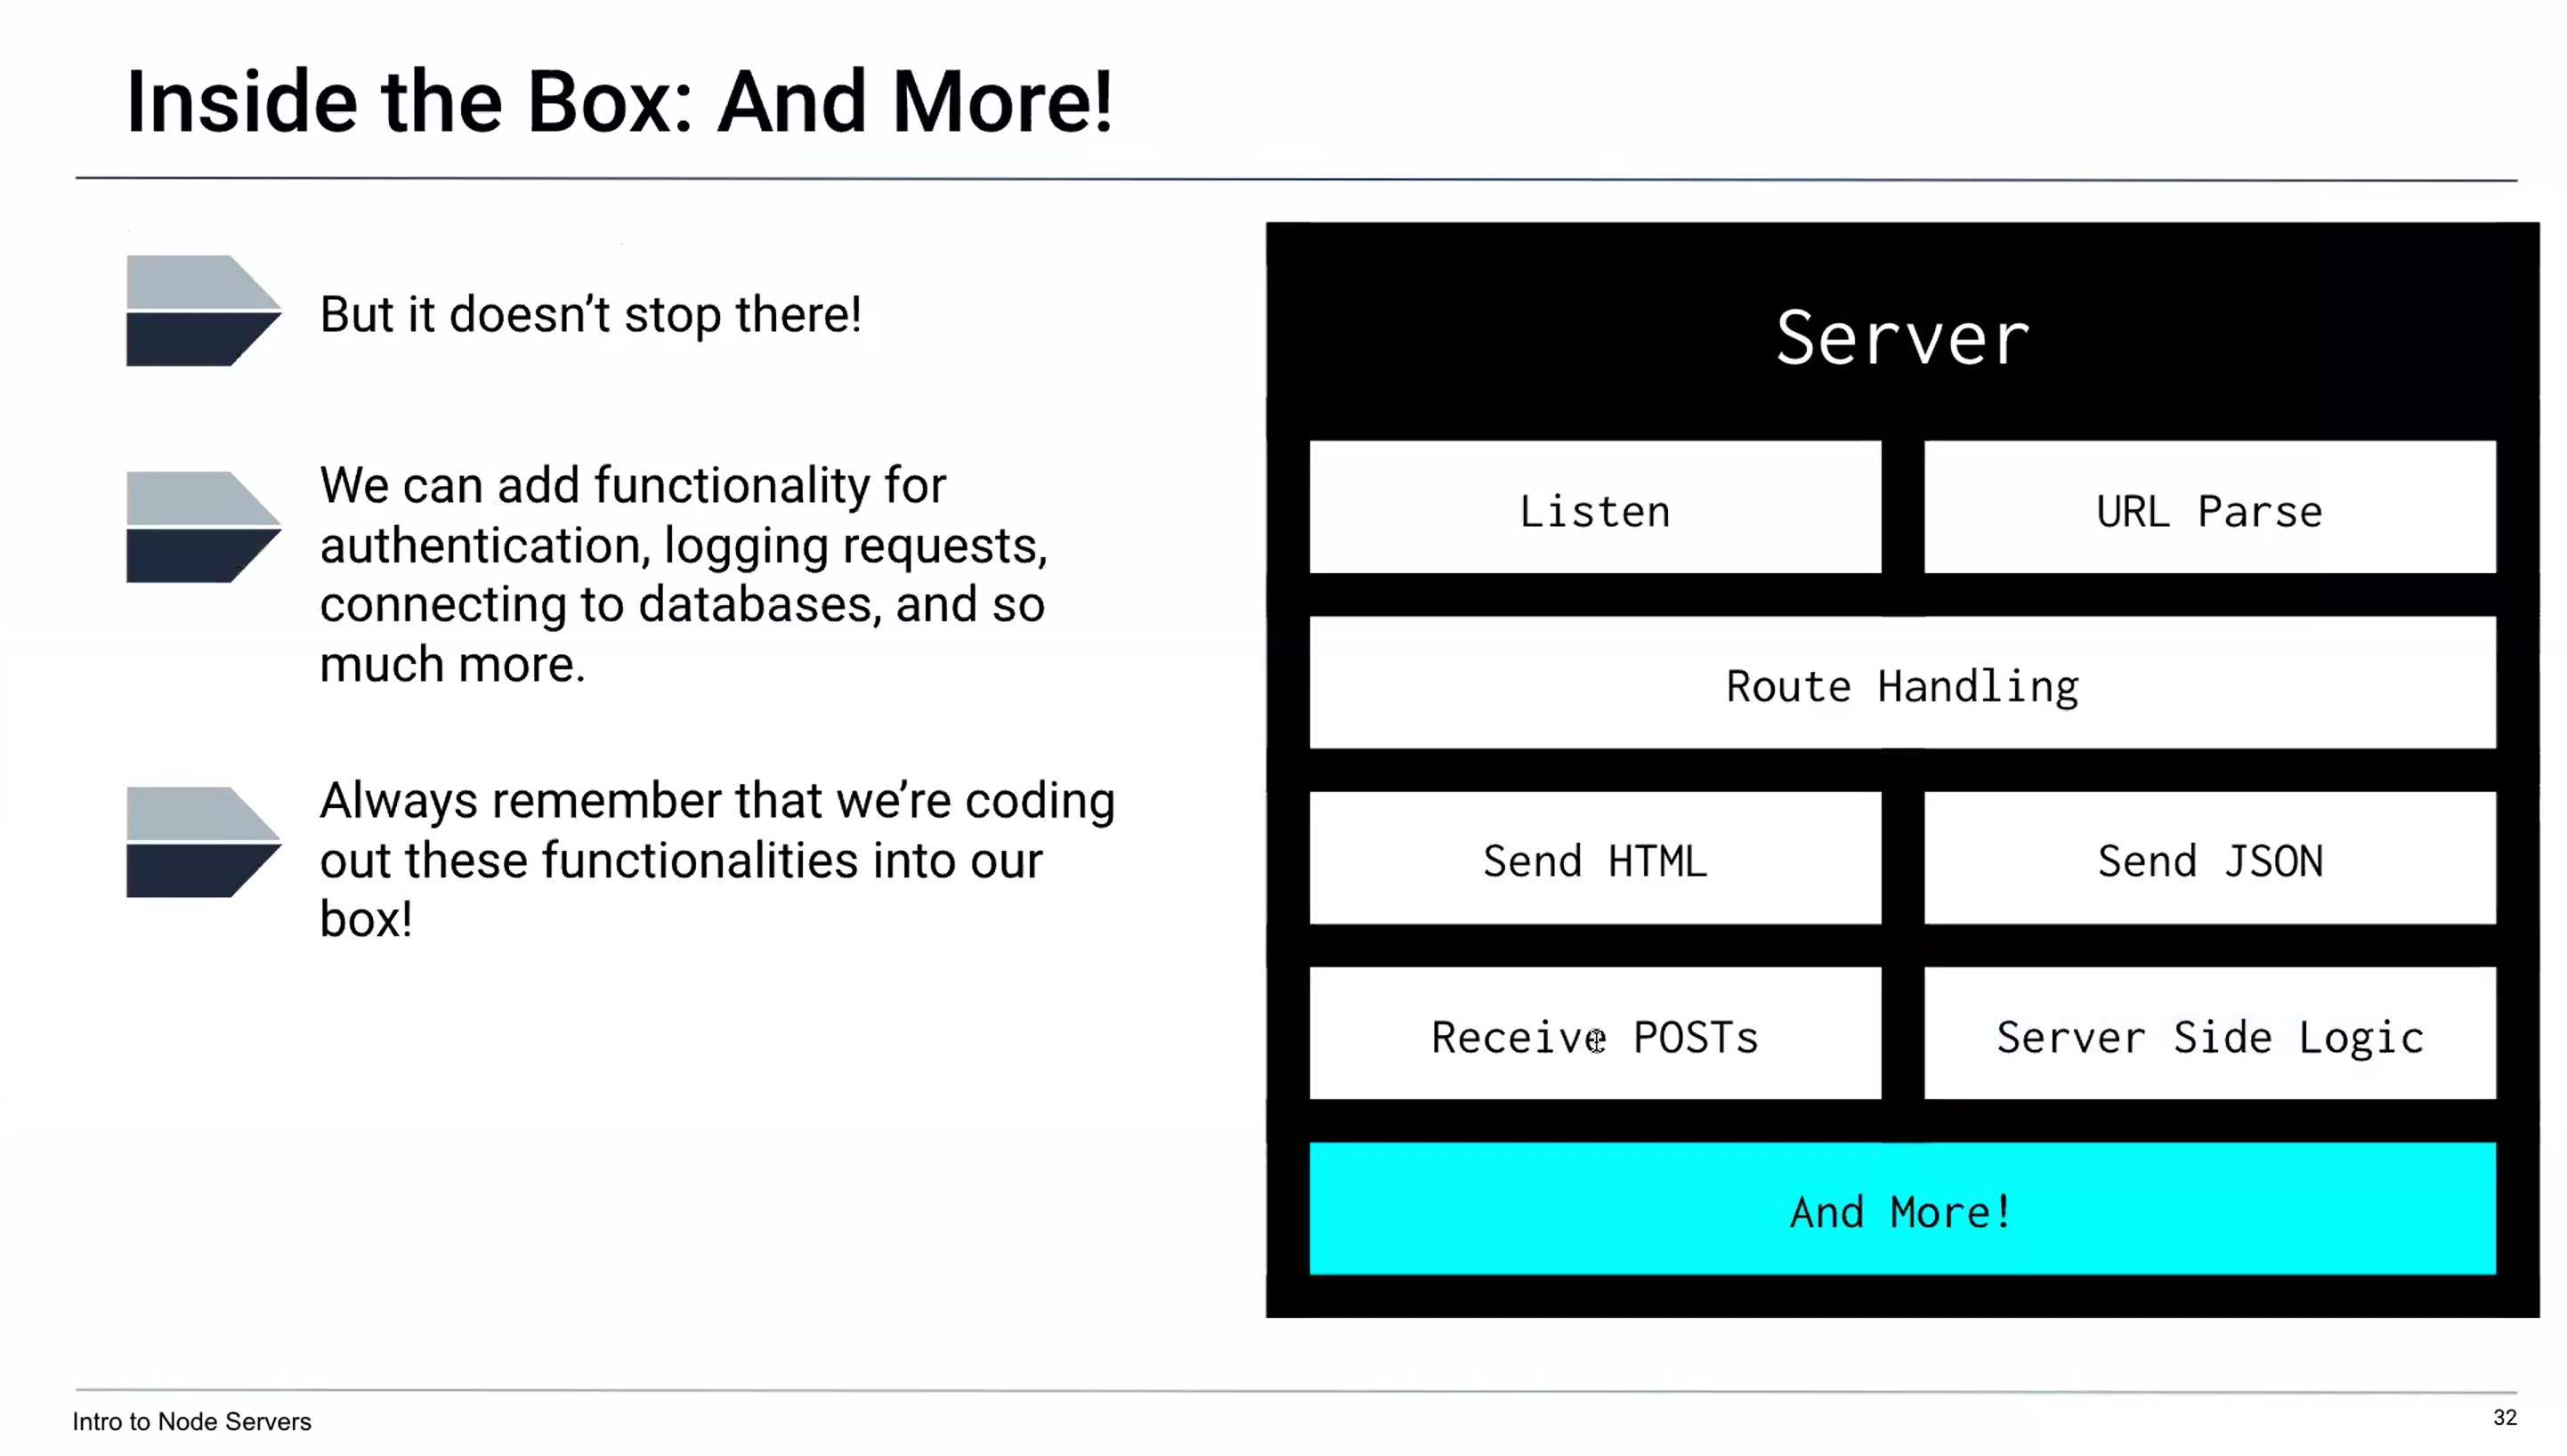 Inside the Box: And More!
But it doesn’t stop there!
We can add functionality for
authentication, logging requests,
connecting to databases, and so
much more.
Always remember that we’re coding
out these functionalities into our
box!
Server
Listen
URL Parse
Route Handling
Send HTML
Send JSON
Receive POSTs
Server Side Logic
And More!
Intro to Node Servers
32